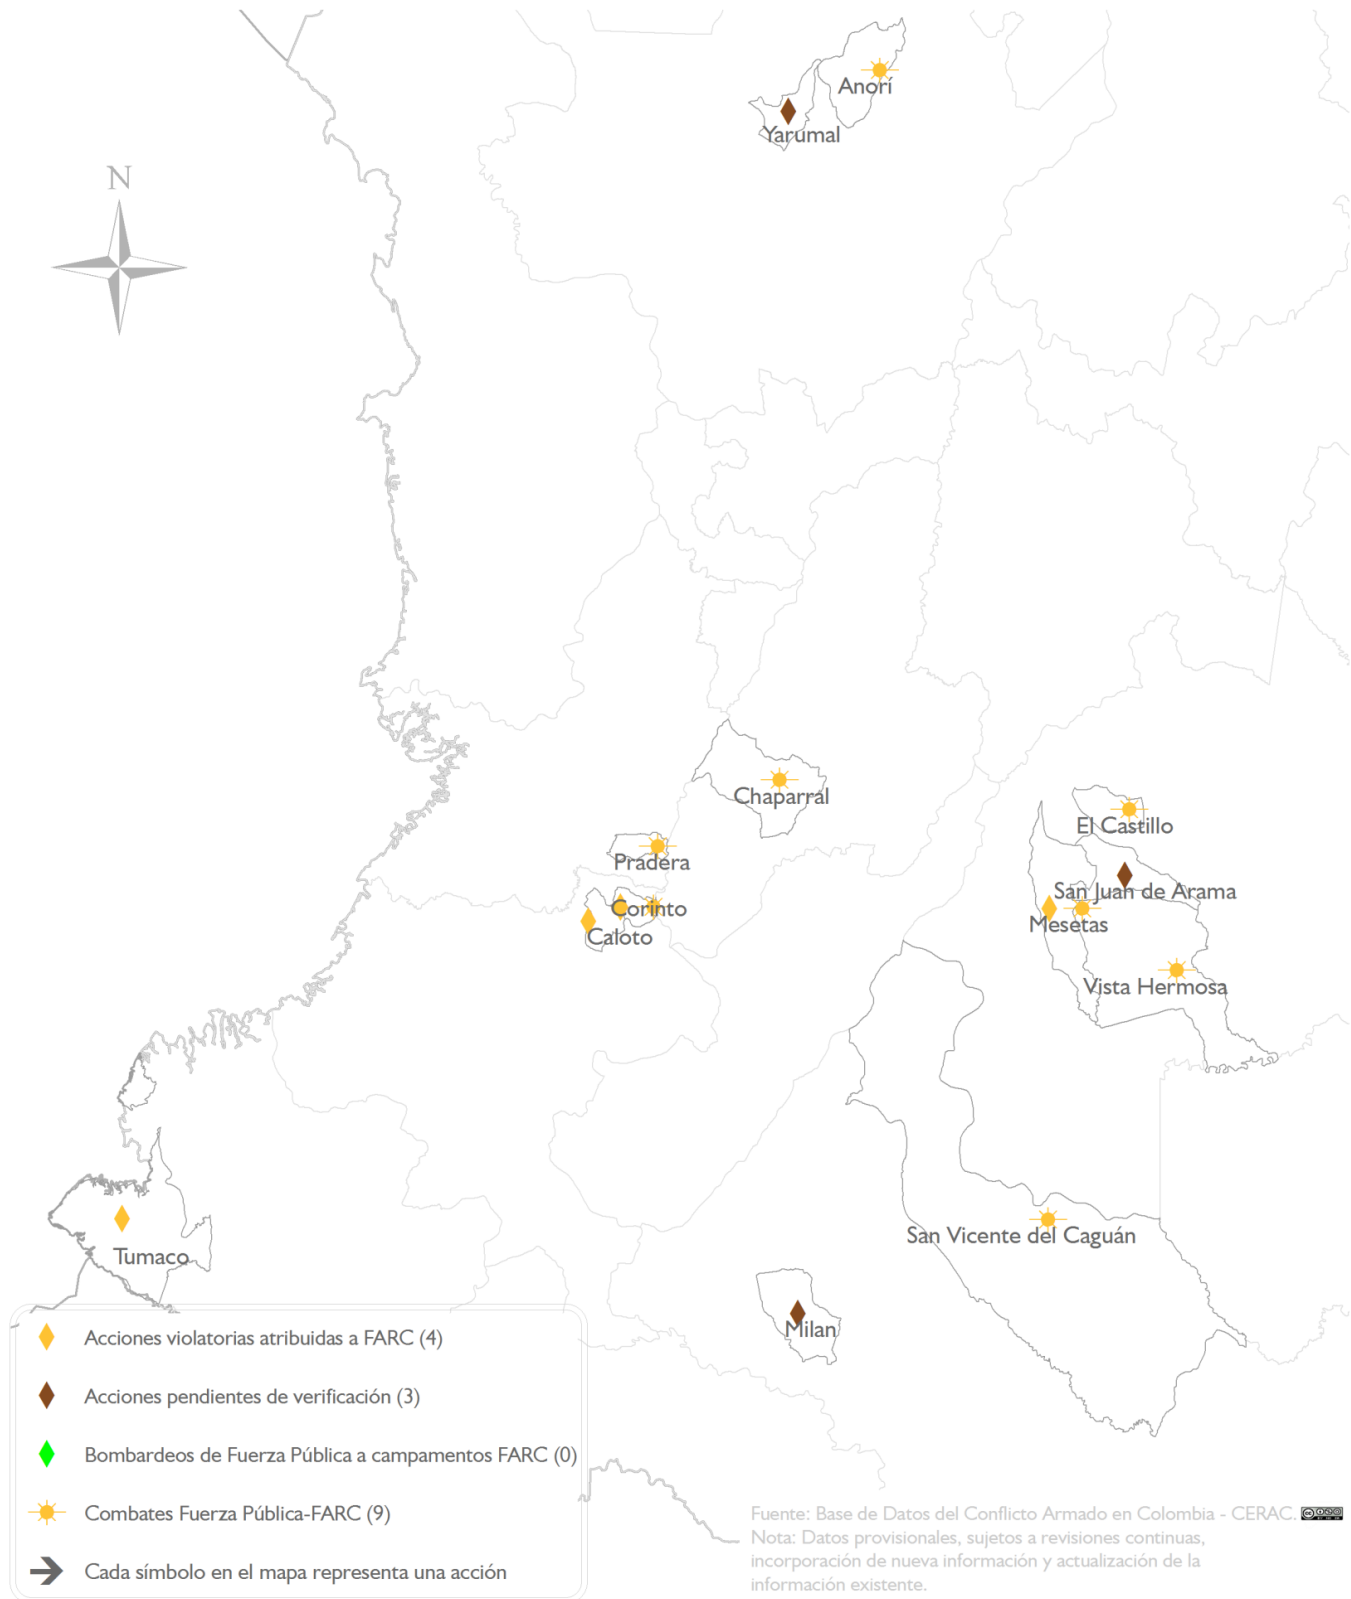 Anorí
Yarumal
N
Chaparral
El Castillo
Pradera
San Juan de Arama
Corinto
Mesetas
Caloto
Vista Hermosa
San Vicente del Caguán
Tumaco
Milan
Acciones violatorias atribuidas a FARC (4)
Acciones pendientes de verificación (3)
Bombardeos de Fuerza Pública a campamentos FARC (0)
Combates Fuerza Pública-FARC (9)
Cada símbolo en el mapa representa una acción
Fuente: Base de Datos del Conflicto Armado en Colombia - CERAC.
Nota: Datos provisionales, sujetos a revisiones continuas,
incorporación de nueva información y actualización de la
información existente.